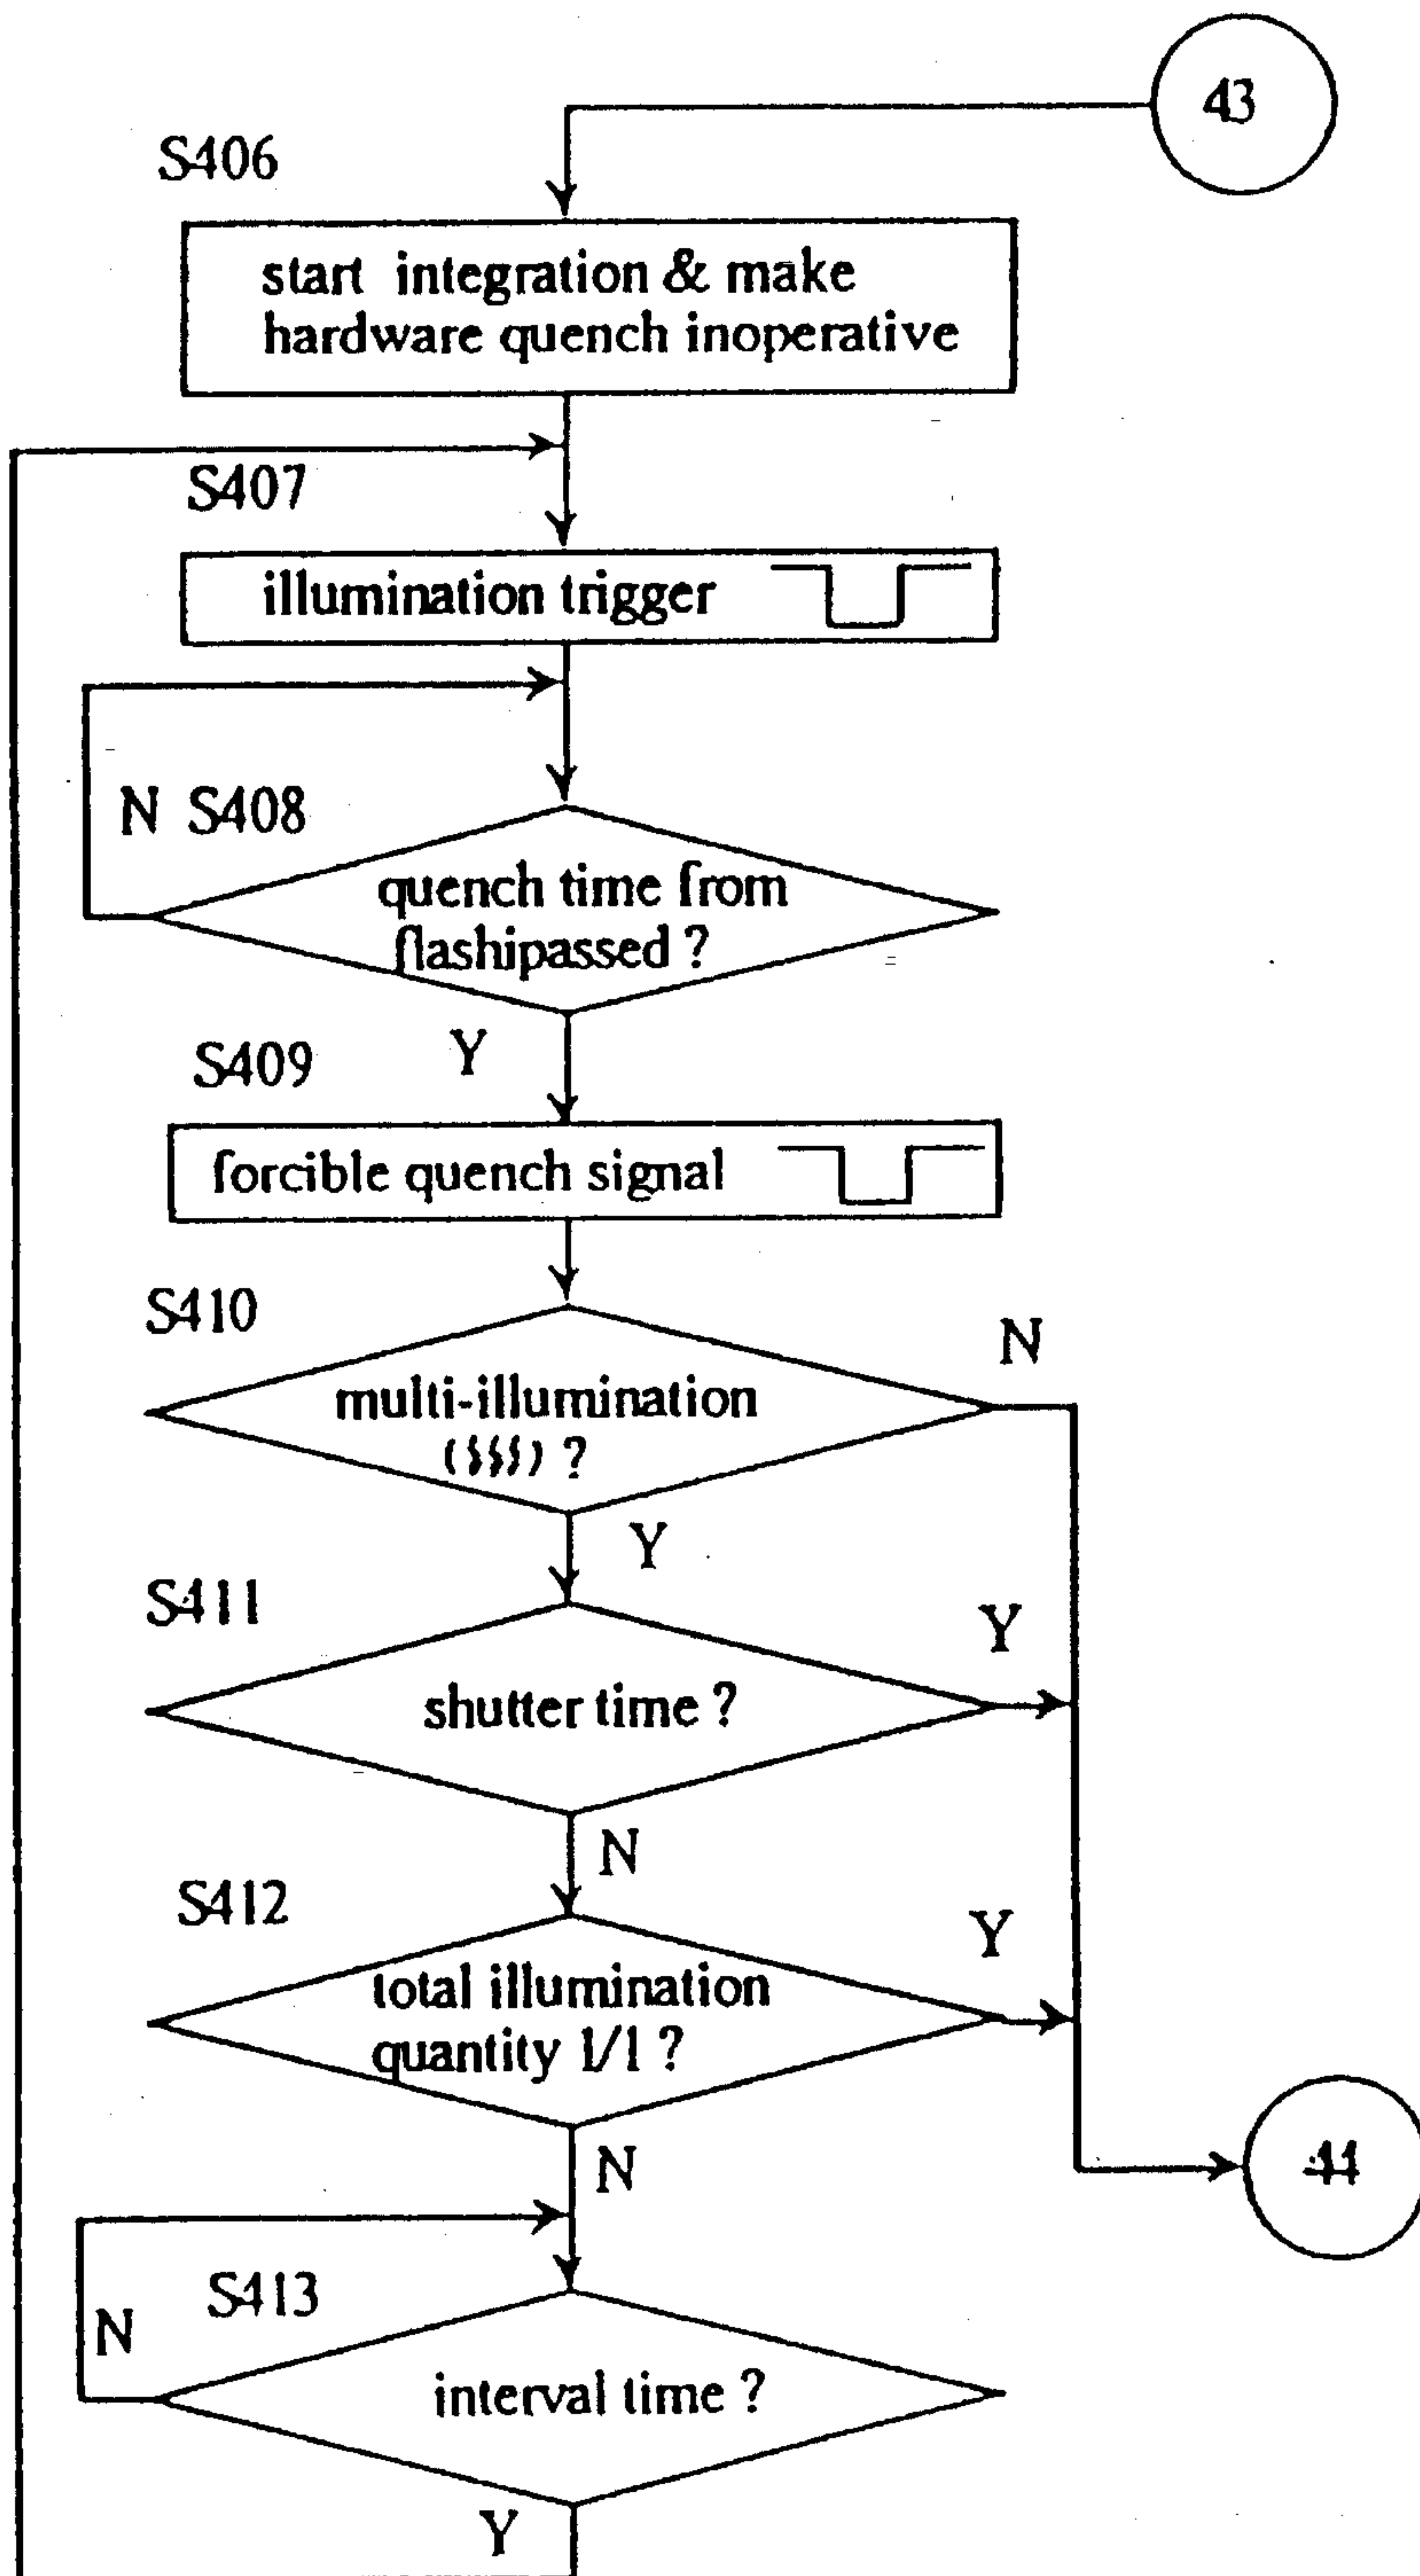 43
S406
start integration & make
hardware quench inoperative
S407
illumination trigger
N S408
quench time from
flashipassed ?
Y
S409
forcible quench signal
S410
N
multi-illumination
( ) ?
Y
S411
Y
shutter time ?
N
S412
Y
total illumination
quantity 1/1 ?
44
N
S413
N
interval time ?
Y